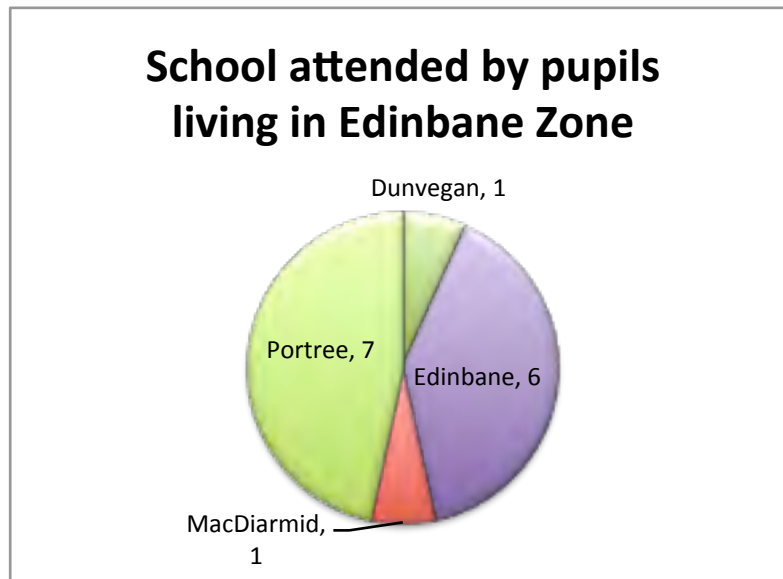 School attended by pupils
living in Edinbane Zone
Dunvegan, 1
Portree, 7
Edinbane, 6
MacDiarmid,
1